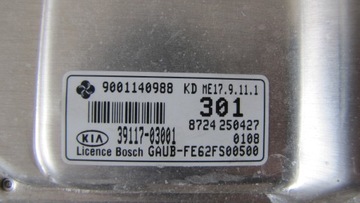 9001140988 KD ME17.9.11.1
301
8724 250427
KIA 39117-03001 0108
Licence Bosch GAUB-FE62FS00500